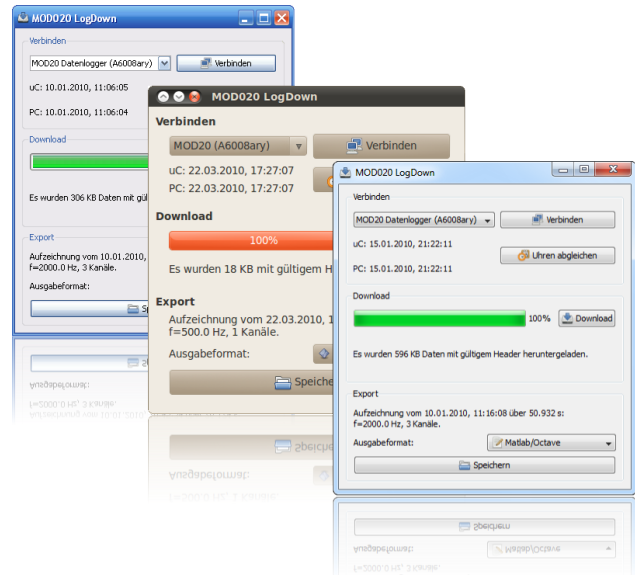 MOD020 LogDown
Verbinden
MOD20 Datenlogger (A6008ary)
Verbinden
uC: 10.01.2010, 11:06:05
PC: 10.01.2010, 11:06:04
Download
Es wurden 306 KB Daten mit gül
Export
Aufzeichnung vom 10.01.2010,
f=2000.0 Hz, 3 Kanäle.
Ausgabeformat:
MOD020 LogDown
Verbinden
MOD20 (A6008ary)
Verbinden
uC: 22.03.2010, 17:27:07
PC: 22.03.2010, 17:27:07
Download
100%
Es wurden 18 KB mit gültigem H
Export
Aufzeichnung vom 22.03.2010, 1
f=500.0 Hz, 1 Kanäle.
Ausgabeformat:
Speiche
MOD020 LogDown
Verbinden
MOD20 Datenlogger (A6008ary)
Verbinden
uC: 15.01.2010, 21:22:11
Uhren abgleichen
PC: 15.01.2010, 21:22:11
Download
100%
Download
Es wurden 596 KB Daten mit gültigem Header heruntergeladen.
Export
Aufzeichnung vom 10.01.2010, 11:16:08 über 50.932 s:
f=2000.0 Hz, 3 Kanäle.
Ausgabeformat:
Matlab/Octave
Speichern